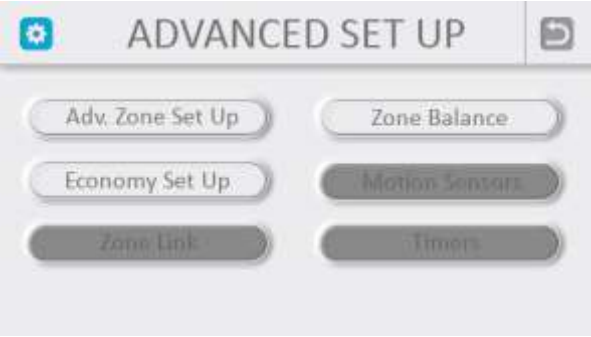 ADVANCED SET UP
Adv. Zone Set Up
Zone Balance
Economy Set Up
Motion Sensors
Zone Link
Timers